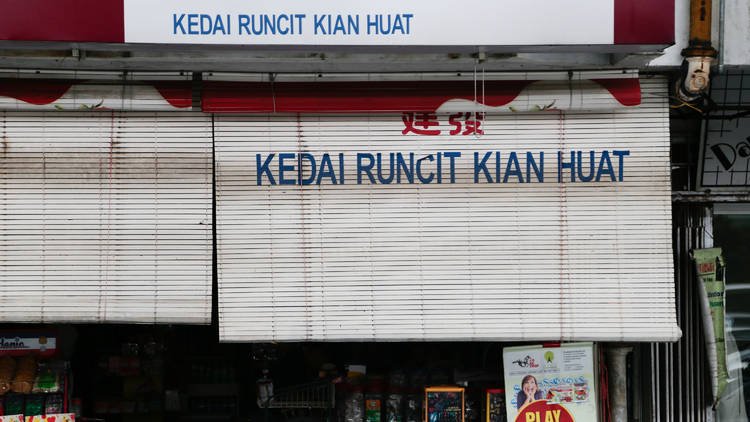 KEDAI RUNCIT KIAN HUAT
建發
KEDAI RUNCIT KIAN HUAT
PLAY